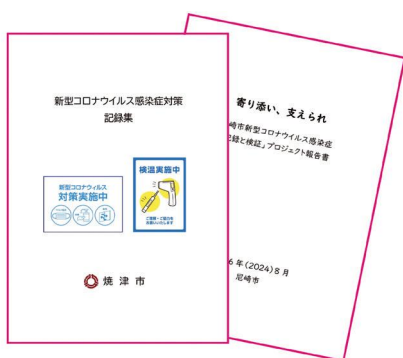 新型コロナウイルス感染症対策
記録集
新型コロナウィルス
対策実施中
検温実施中
焼津市
寄り添い、支えられ
崎市新型コロナウイルス感染症
記録と検証」プロジェクト報告書
6年(2024)8月
尼崎市